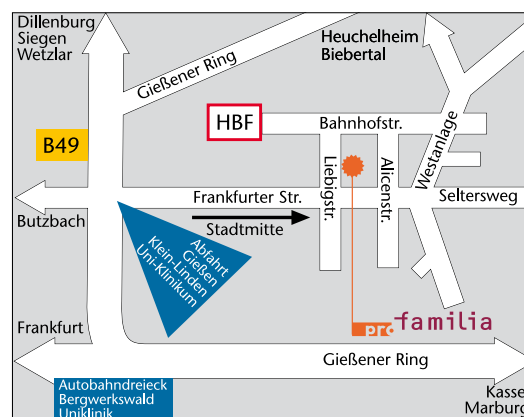 Dillenburg
Siegen
Wetzlar
Gießener Ring
Heuchelheim
Biebertal
HBF
Bahnhofstr.
B49
Liebigstr.
Alicenstr.
Westanlage
Frankfurter Str.
Seltersweg
Butzbach
Stadtmitte
Abfahrt
Gießen
Klein-Linden
Uni-Klinikum
Frankfurt
pro familia
Gießener Ring
Autobahndreieck
Bergwerkswald
Uniklinik
Kasse
Marburg